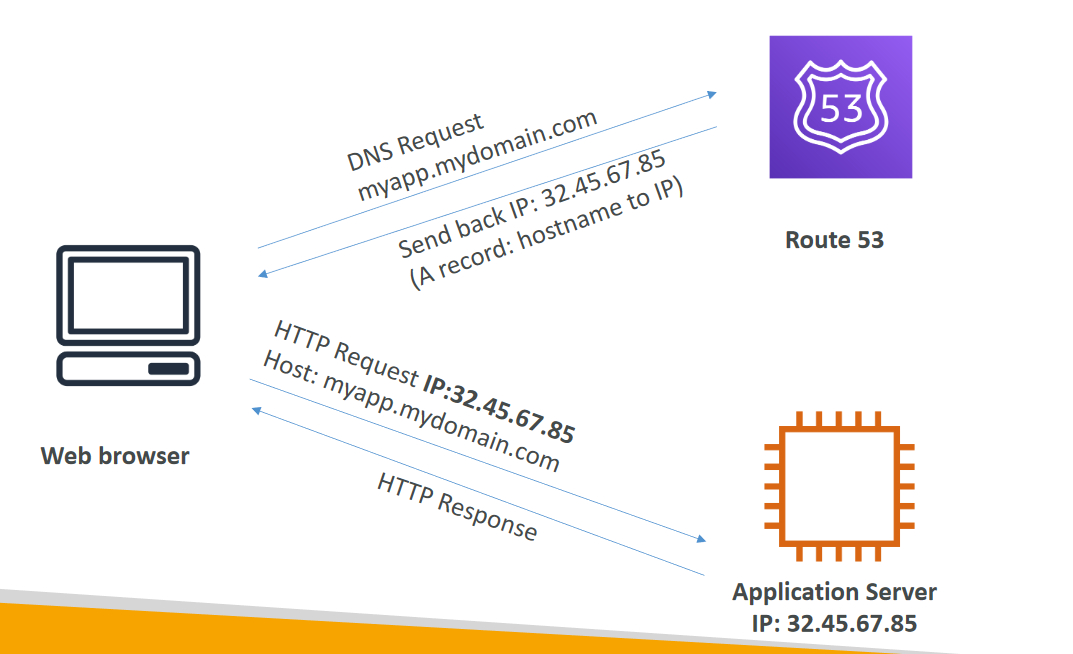 DNS Request
myapp.mydomain.com
Send back IP: 32.45.67.85
(A record: hostname to IP)
53
Route 53
HTTP Request IP:32.45.67.85
Host: myapp.mydomain.com
HTTP Response
Web browser
Application Server
IP: 32.45.67.85